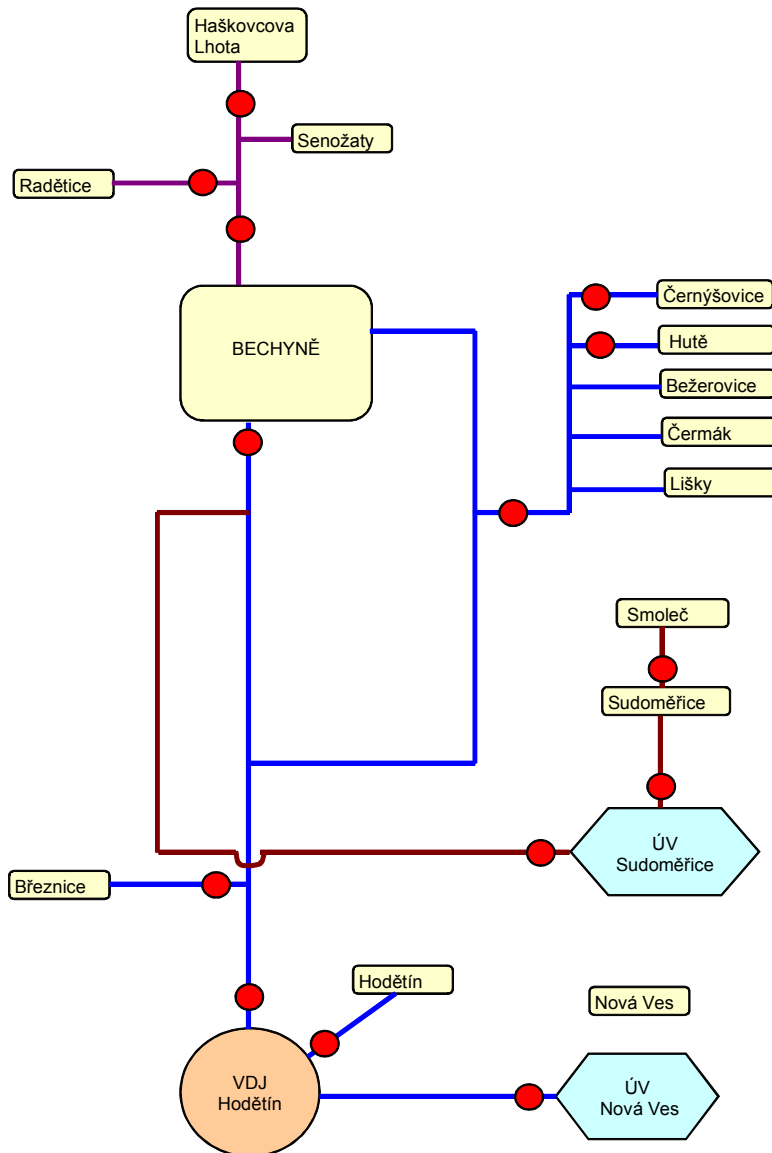 Haškovcova
Lhota
Senožaty
Radětice
BECHYNĚ
Černýšovice
Hutě
Bežerovice
Čermák
Lišky
Smoleč
Sudoměřice
ÚV
Sudoměřice
Březnice
Hodětín
Nová Ves
VDJ
Hodětín
ÚV
Nová Ves